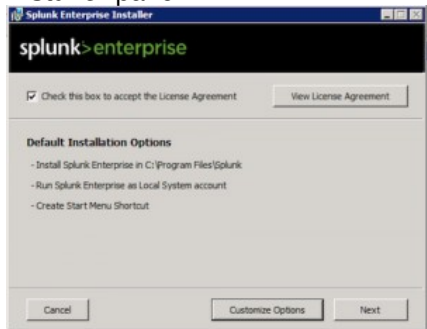 Splunk Enterprise Installer
splunk>enterprise
Check this box to accept the License Agreement
View License Agreement
Default Installation Options
- Install Splunk Enterprise in C:\Program Files\Splunk
- Run Splunk Enterprise as Local System account
- Create Start Menu Shortcut
Cancel
Customize Options
Next